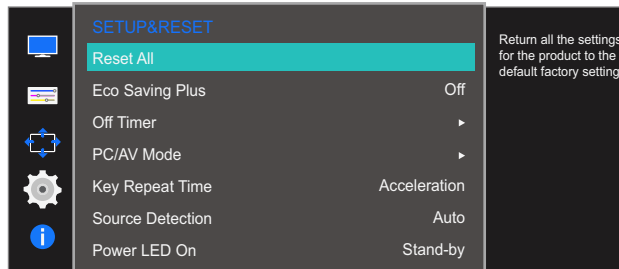 SETUP&RESET
Reset All
Eco Saving Plus Off
Off Timer ▸
PC/AV Mode ▸
Key Repeat Time Acceleration
Source Detection Auto
Power LED On Stand-by
Return all the settings
for the product to the
default factory setting